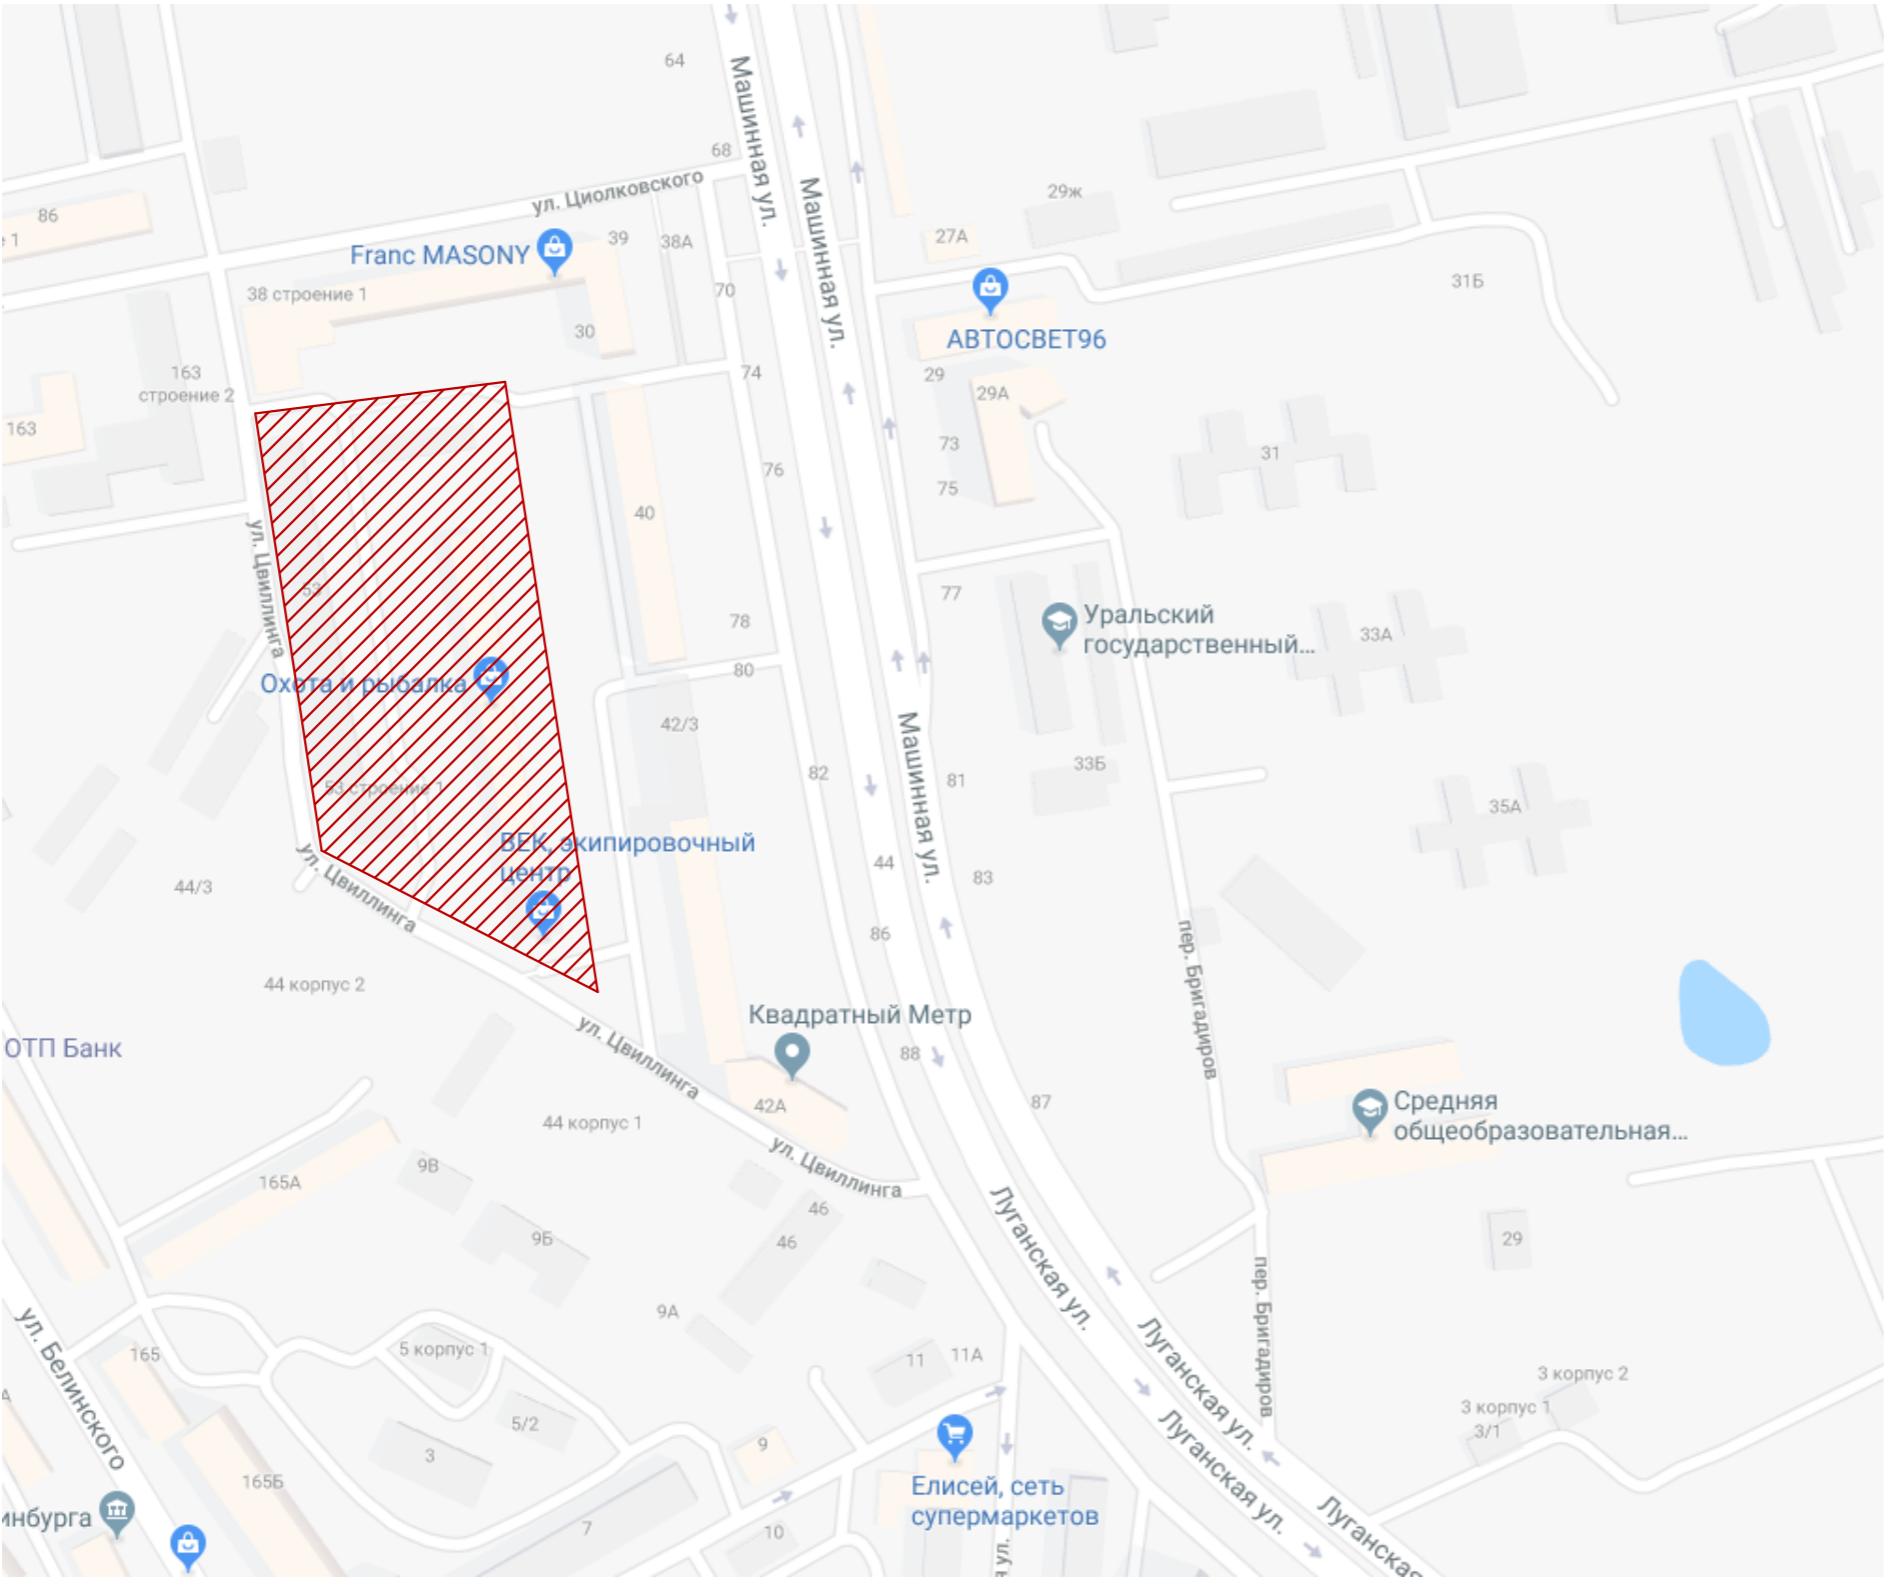 64
Машинная ул.
68
ул. Циолковского
Машинная ул.
29ж
86
39
38А
27А
Franc MASONY
38 строение 1
70
31Б
30
АВТОСВЕТ96
163
строение 2
74
29
29А
163
73
31
76
75
40
ул. Цвиллинга
53
77
78
Уральский
государственный...
33А
80
Охота и рыбалка
42/3
Машинная ул.
82
81
33Б
53 строение 1
35А
ВЕК, экипировочный
центр
44
83
ул. Цвиллинга
44/3
86
пер. Бригадиров
44 корпус 2
Квадратный Метр
ул. Цвиллинга
ОТП Банк
88
87
42А
Средняя
общеобразовательная...
44 корпус 1
ул. Цвиллинга
9В
165А
46
46
9Б
29
Луганская ул.
9А
пер. Бригадиров
ул. Белинского
165
5 корпус 1
11
11А
Луганская ул.
3 корпус 2
3 корпус 1
3/1
5/2
3
9
Луганская ул.
165Б
Елисей, сеть
супермаркетов
инбурга
7
10
Луганская
ул.